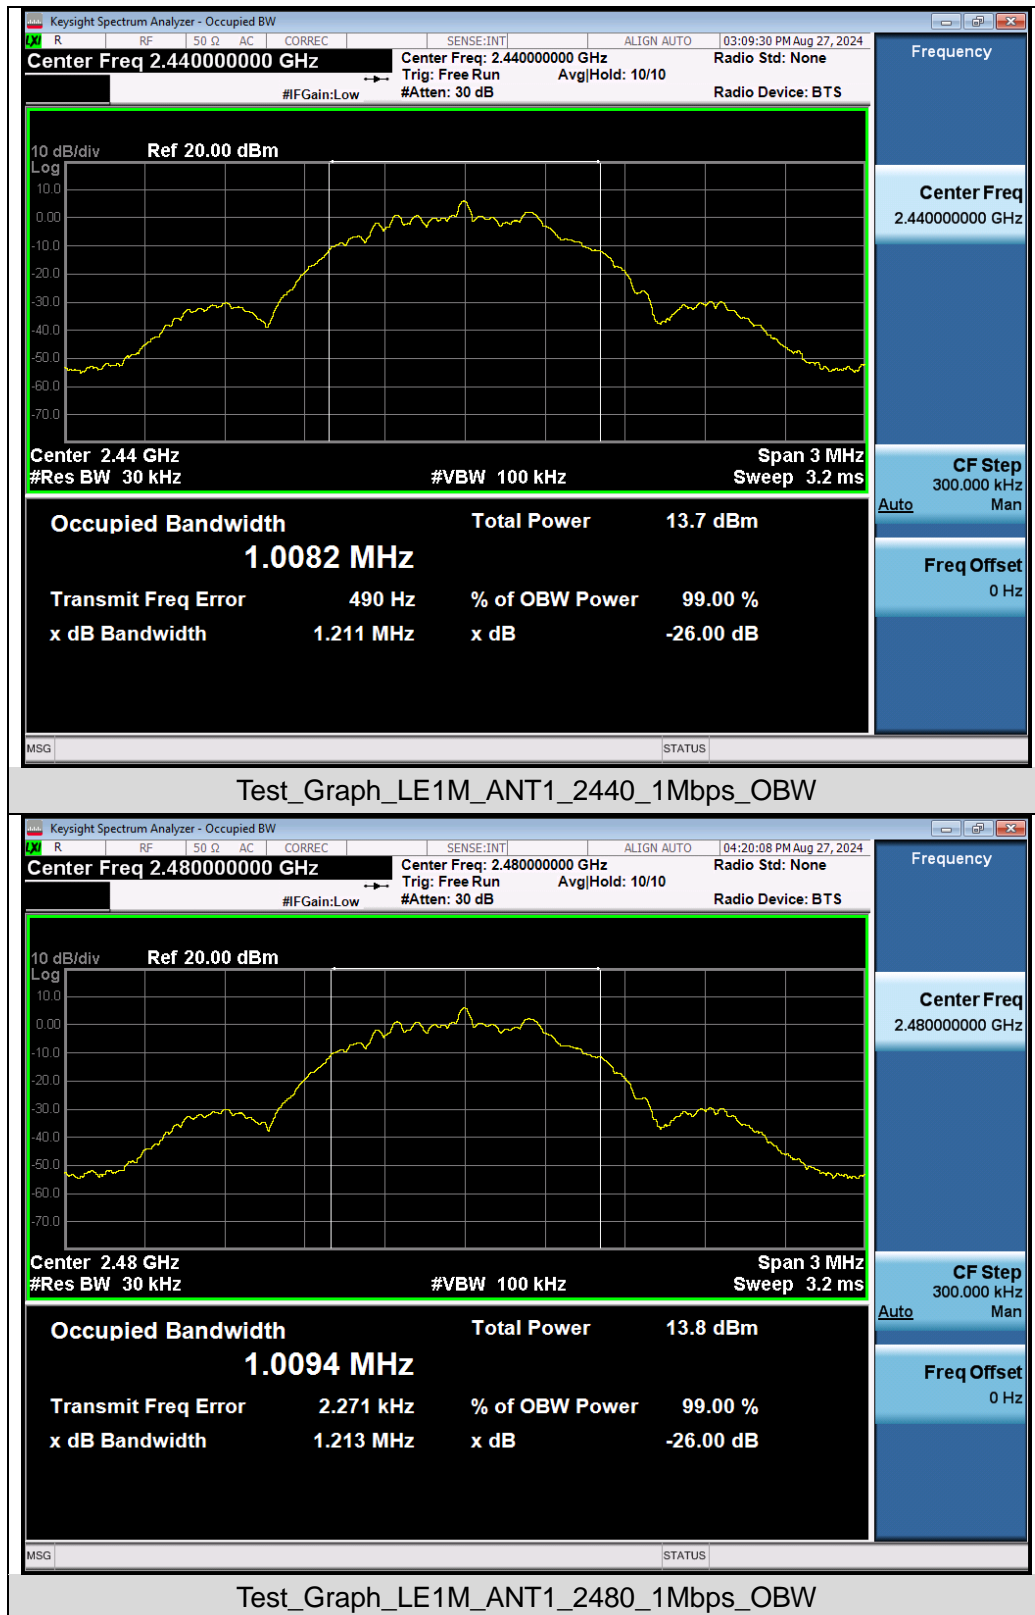 Keysight Spectrum Analyzer - Occupied BW
LXI R RF 50 Ω AC CORREC SENSE:INT ALIGN AUTO 03:09:30 PM Aug 27, 2024
Center Freq 2.440000000 GHz
Center Freq: 2.440000000 GHz Radio Std: None
Trig: Free Run Avg|Hold: 10/10
#IFGain:Low #Atten: 30 dB Radio Device: BTS
Frequency
10 dB/div Ref 20.00 dBm
Log
10.0
0.00
-10.0
-20.0
-30.0
-40.0
-50.0
-60.0
-70.0
Center 2.44 GHz Span 3 MHz
#Res BW 30 kHz #VBW 100 kHz Sweep 3.2 ms
Center Freq
2.440000000 GHz
CF Step
300.000 kHz
Auto Man
Freq Offset
0 Hz
Occupied Bandwidth Total Power 13.7 dBm
1.0082 MHz
Transmit Freq Error 490 Hz % of OBW Power 99.00 %
x dB Bandwidth 1.211 MHz x dB -26.00 dB
MSG STATUS
Test_Graph_LE1M_ANT1_2440_1Mbps_OBW
Keysight Spectrum Analyzer - Occupied BW
LXI R RF 50 Ω AC CORREC SENSE:INT ALIGN AUTO 04:20:08 PM Aug 27, 2024
Center Freq 2.480000000 GHz
Center Freq: 2.480000000 GHz Radio Std: None
Trig: Free Run Avg|Hold: 10/10
#IFGain:Low #Atten: 30 dB Radio Device: BTS
Frequency
10 dB/div Ref 20.00 dBm
Log
10.0
0.00
-10.0
-20.0
-30.0
-40.0
-50.0
-60.0
-70.0
Center 2.48 GHz Span 3 MHz
#Res BW 30 kHz #VBW 100 kHz Sweep 3.2 ms
Center Freq
2.480000000 GHz
CF Step
300.000 kHz
Auto Man
Freq Offset
0 Hz
Occupied Bandwidth Total Power 13.8 dBm
1.0094 MHz
Transmit Freq Error 2.271 kHz % of OBW Power 99.00 %
x dB Bandwidth 1.213 MHz x dB -26.00 dB
MSG STATUS
Test_Graph_LE1M_ANT1_2480_1Mbps_OBW